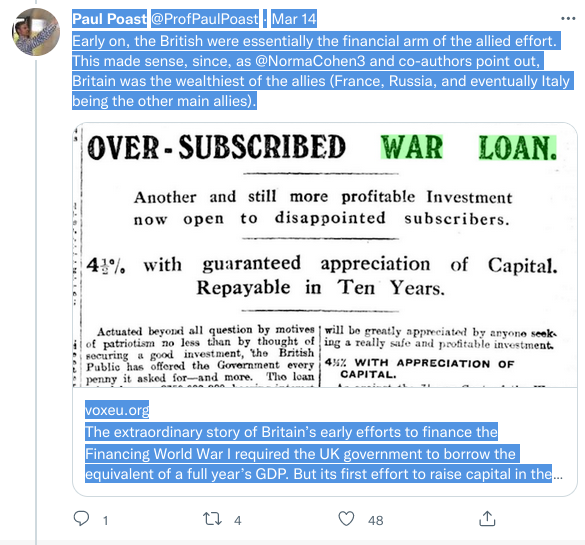 Paul Poast @ProfPaulPoast · Mar 14
Early on, the British were essentially the financial arm of the allied effort.
This made sense, since, as @NormaCohen3 and co-authors point out,
Britain was the wealthiest of the allies (France, Russia, and eventually Italy
being the other main allies).
OVER-SUBSCRIBED WAR LOAN.
Another and still more profitable Investment
now open to disappointed subscribers.
4½% with guaranteed appreciation of Capital.
Repayable in Ten Years.
Actuated beyond all question by motives
of patriotism no less than by thought of
securing a good investment, the British
Public has offered the Government every
penny it asked for—and more. The loan
will be greatly appreciated by anyone seek-
ing a really safe and profitable investment.
4½% WITH APPRECIATION OF
CAPITAL.
voxeu.org
The extraordinary story of Britain's early efforts to finance the
Financing World War I required the UK government to borrow the
equivalent of a full year's GDP. But its first effort to raise capital in the...
1
4
48